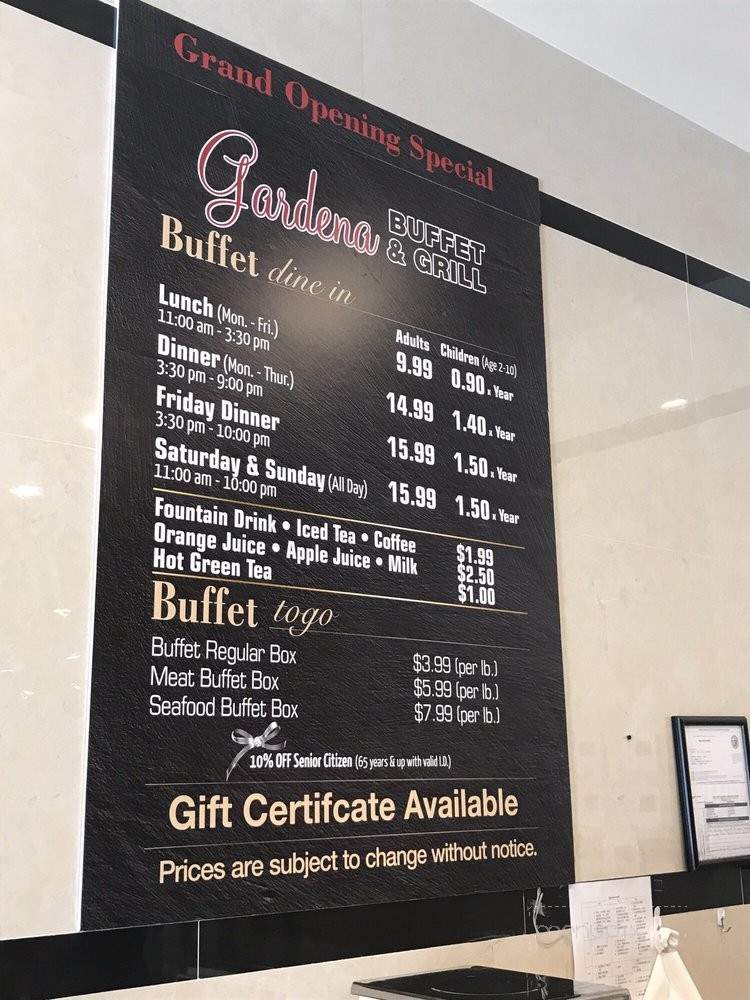 Grand Opening Special
Gardena BUFFET & GRILL
Buffet dine in
Adults Children (Age 2-10)
Lunch (Mon. - Fri.) 9.99 0.90 x Year
11:00 am - 3:30 pm
Dinner (Mon. - Thur.) 14.99 1.40 x Year
3:30 pm - 9:00 pm
Friday Dinner 15.99 1.50 x Year
3:30 pm - 10:00 pm
Saturday & Sunday (All Day) 15.99 1.50 x Year
11:00 am - 10:00 pm
Fountain Drink • Iced Tea • Coffee $1.99
Orange Juice • Apple Juice • Milk $2.50
Hot Green Tea $1.00
Buffet togo
Buffet Regular Box $3.99 (per lb.)
Meat Buffet Box $5.99 (per lb.)
Seafood Buffet Box $7.99 (per lb.)
10% OFF Senior Citizen (65 years & up with valid I.D.)
Gift Certifcate Available
Prices are subject to change without notice.